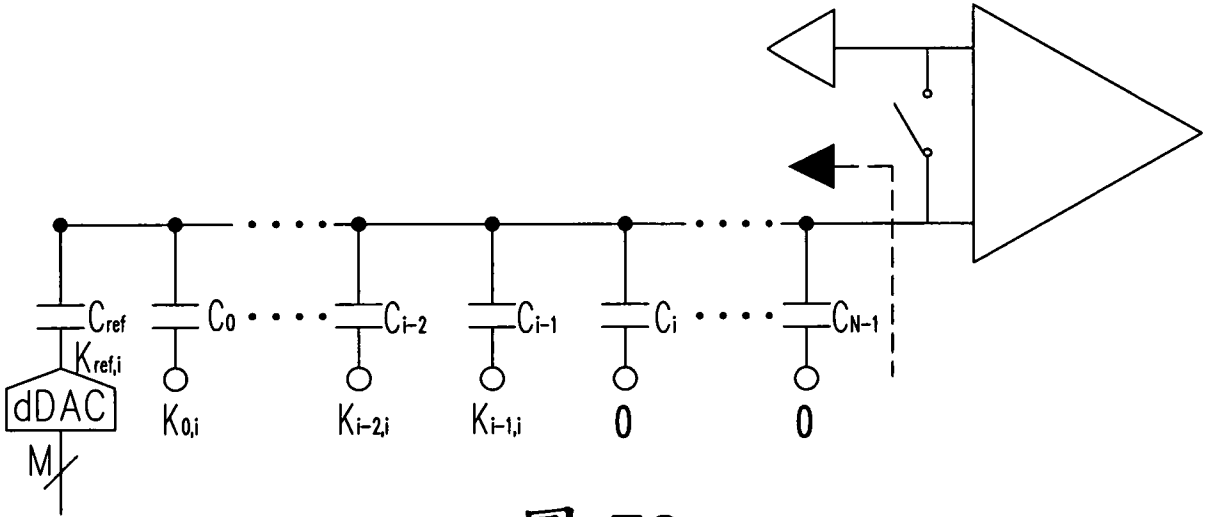 Cref C0 Ci-2 Ci-1 Ci CN-1
Kref,i
dDAC
K0,i Ki-2,i Ki-1,i 0 0
M